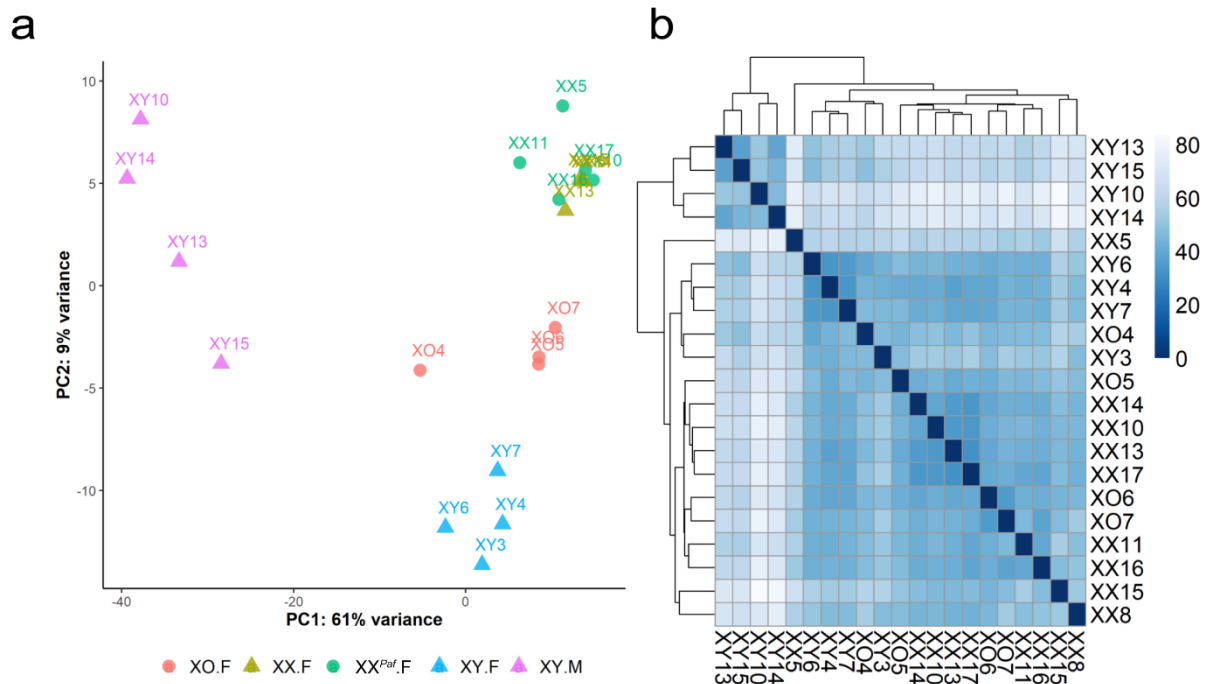 a
b
XX5
XY10
XX11
XX17
XY14
XX13
XY13
XO7
XO6
XO5
XO4
XY15
XY7
XY6
XY4
XY3
10
5
0
-5
-10
-40
-20
0
PC2: 9% variance
PC1: 61% variance
XO.F
XX.F
XXPaf.F
XY.F
XY.M
XY13
XY15
XY10
XY14
XX5
XY6
XY4
XY7
XO4
XY3
XO5
XX14
XX10
XX13
XX17
XO6
XO7
XX11
XX16
XX15
XX8
80
60
40
20
0
XY13
XY15
XY10
XY14
XX5
XY6
XY4
XY7
XO4
XY3
XO5
XX14
XX10
XX13
XX17
XO6
XO7
XX11
XX16
XX15
XX8